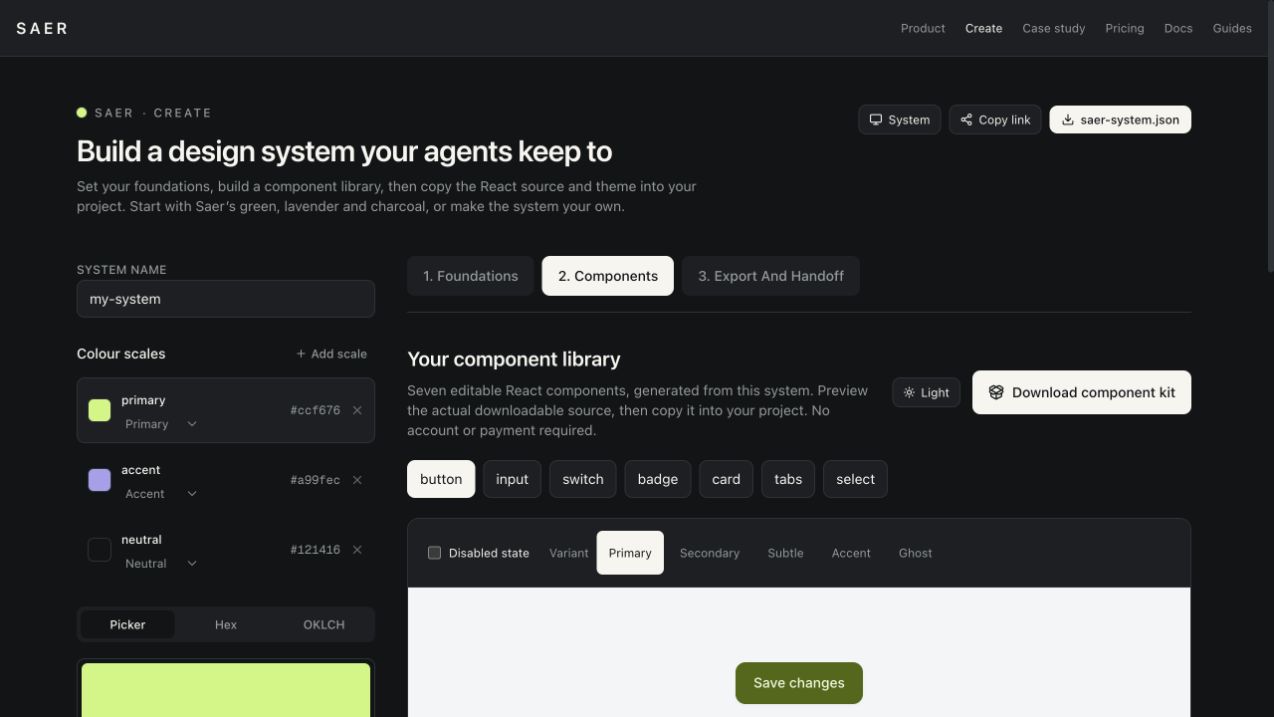 SAER
Product Create Case study Pricing Docs Guides
SAER · CREATE
System Copy link saer-system.json
Build a design system your agents keep to
Set your foundations, build a component library, then copy the React source and theme into your
project. Start with Saer's green, lavender and charcoal, or make the system your own.
SYSTEM NAME
my-system
Colour scales + Add scale
primary
Primary
#ccf676
accent
Accent
#a99fec
neutral
Neutral
#121416
Picker Hex OKLCH
1. Foundations 2. Components 3. Export And Handoff
Your component library
Seven editable React components, generated from this system. Preview
the actual downloadable source, then copy it into your project. No
account or payment required.
Light Download component kit
button input switch badge card tabs select
Disabled state Variant Primary Secondary Subtle Accent Ghost
Save changes